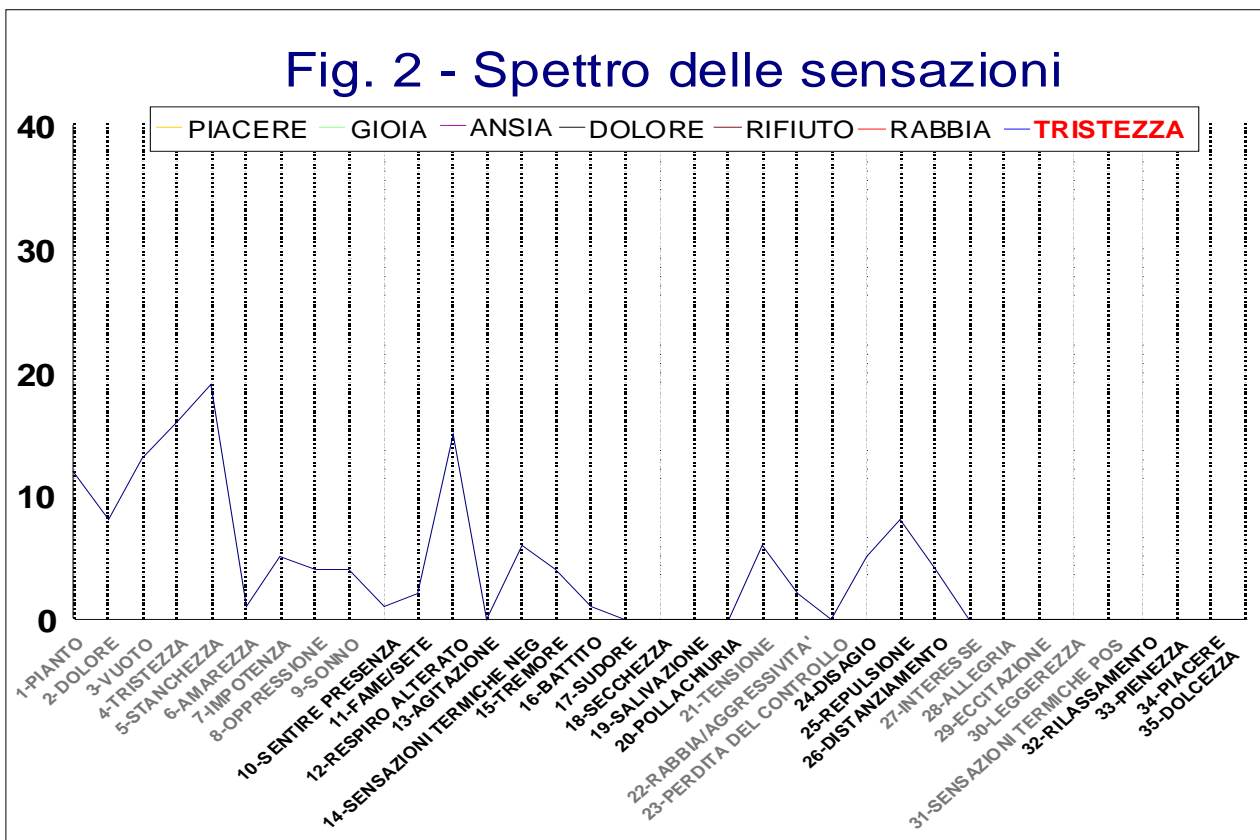 Fig. 2 - Spettro delle sensazioni
PIACERE GIOIA ANSIA DOLORE RIFIUTO RABBIA TRISTEZZA
40
30
20
10
0
1-PIANTO
2-DOLORE
3-VUOTO
4-TRISTEZZA
5-STANCHEZZA
6-AMAREZZA
7-IMPOTENZA
8-OPPRESSIONE
9-SONNO
10-SENTIRE PRESENZA
11-FAME/SETE
12-RESPIRO ALTERATO
13-AGITAZIONE
14-SENSAZIONI TERMICHE NEG
15-TREMORE
16-BATTITO
17-SUDORE
18-SECCHEZZA
19-SALIVAZIONE
20-POLLACHIURIA
21-TENSIONE
22-RABBIA/AGGRESSIVITA'
23-PERDITA DEL CONTROLLO
24-DISAGIO
25-REPULSIONE
26-DISTANZIAMENTO
27-INTERESSE
28-ALLEGRIA
29-ECCITAZIONE
30-LEGGEREZZA
31-SENSAZIONI TERMICHE POS
32-RILASSAMENTO
33-PIENEZZA
34-PIACERE
35-DOLCEZZA